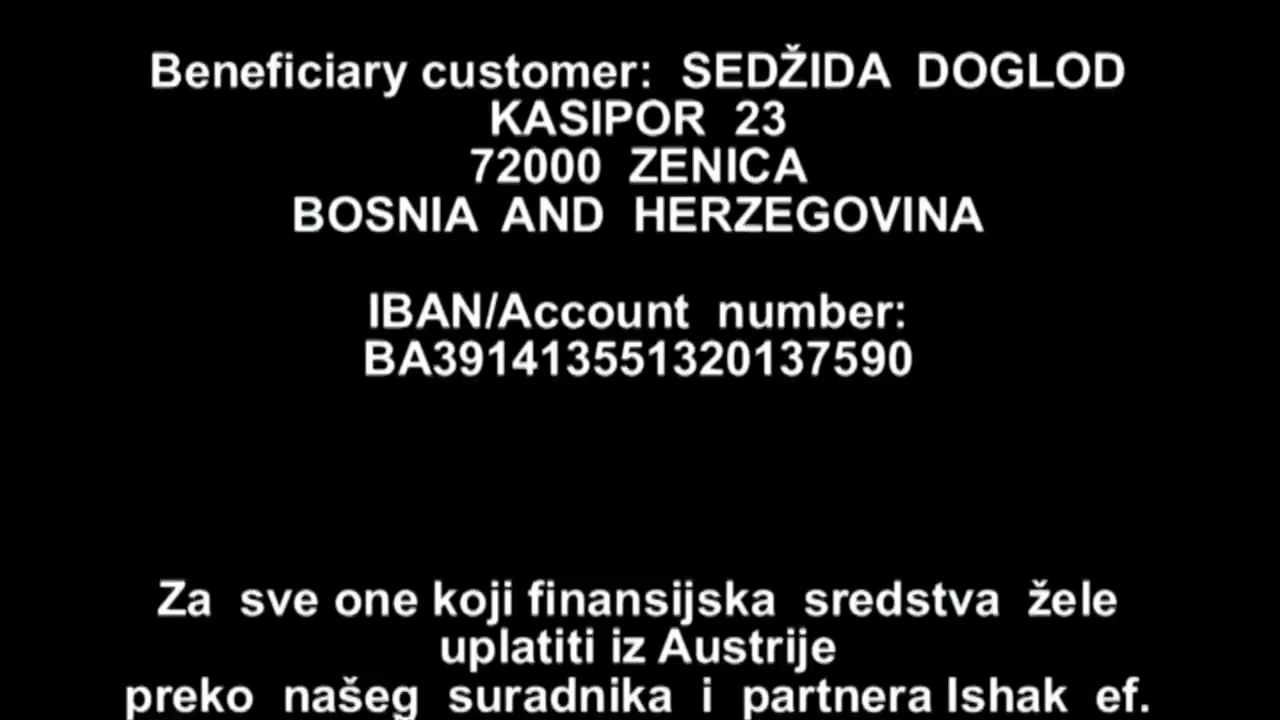 Beneficiary customer: SEDŽIDA DOGLOD
KASIPOR 23
72000 ZENICA
BOSNIA AND HERZEGOVINA
IBAN/Account number:
BA391413551320137590
Za sve one koji finansijska sredstva žele
uplatiti iz Austrije
preko našeg suradnika i partnera Ishak ef.